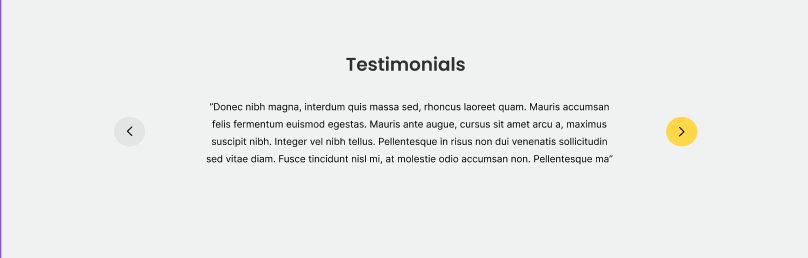 Testimonials
“Donec nibh magna, interdum quis massa sed, rhoncus laoreet quam. Mauris accumsan
felis fermentum euismod egestas. Mauris ante augue, cursus sit amet arcu a, maximus
suscipit nibh. Integer vel nibh tellus. Pellentesque in risus non dui venenatis sollicitudin
sed vitae diam. Fusce tincidunt nisl mi, at molestie odio accumsan non. Pellentesque ma”